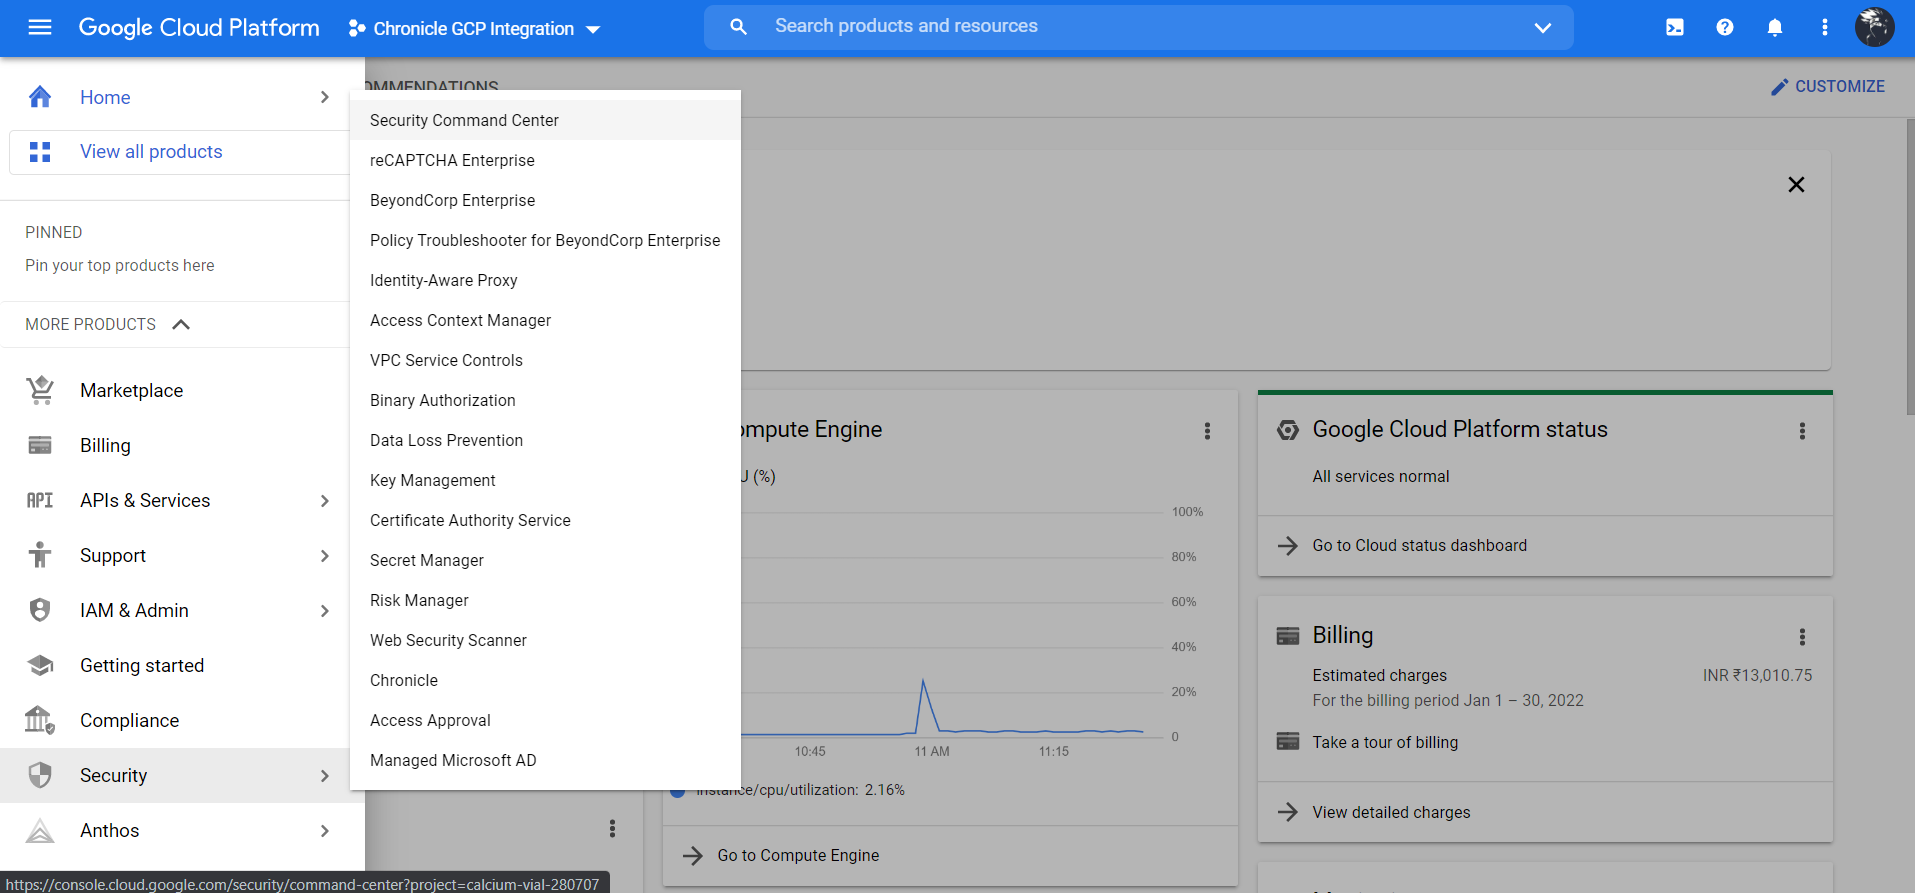 Google Cloud Platform
Chronicle GCP Integration
Search products and resources
Home
View all products
PINNED
Pin your top products here
MORE PRODUCTS
Marketplace
Billing
API
APIs & Services
Support
IAM & Admin
Getting started
Compliance
Security
Anthos
Security Command Center
reCAPTCHA Enterprise
BeyondCorp Enterprise
Policy Troubleshooter for BeyondCorp Enterprise
Identity-Aware Proxy
Access Context Manager
VPC Service Controls
Binary Authorization
Data Loss Prevention
Key Management
Certificate Authority Service
Secret Manager
Risk Manager
Web Security Scanner
Chronicle
Access Approval
Managed Microsoft AD
CUSTOMIZE
Engine
(%)
100%
80%
60%
40%
20%
0
10:45
11 AM
11:15
instance/cpu/utilization: 2.16%
Go to Compute Engine
Google Cloud Platform status
All services normal
Go to Cloud status dashboard
Billing
Estimated charges
INR ₹13,010.75
For the billing period Jan 1 – 30, 2022
Take a tour of billing
View detailed charges
https://console.cloud.google.com/security/command-center?project=calcium-vial-280707